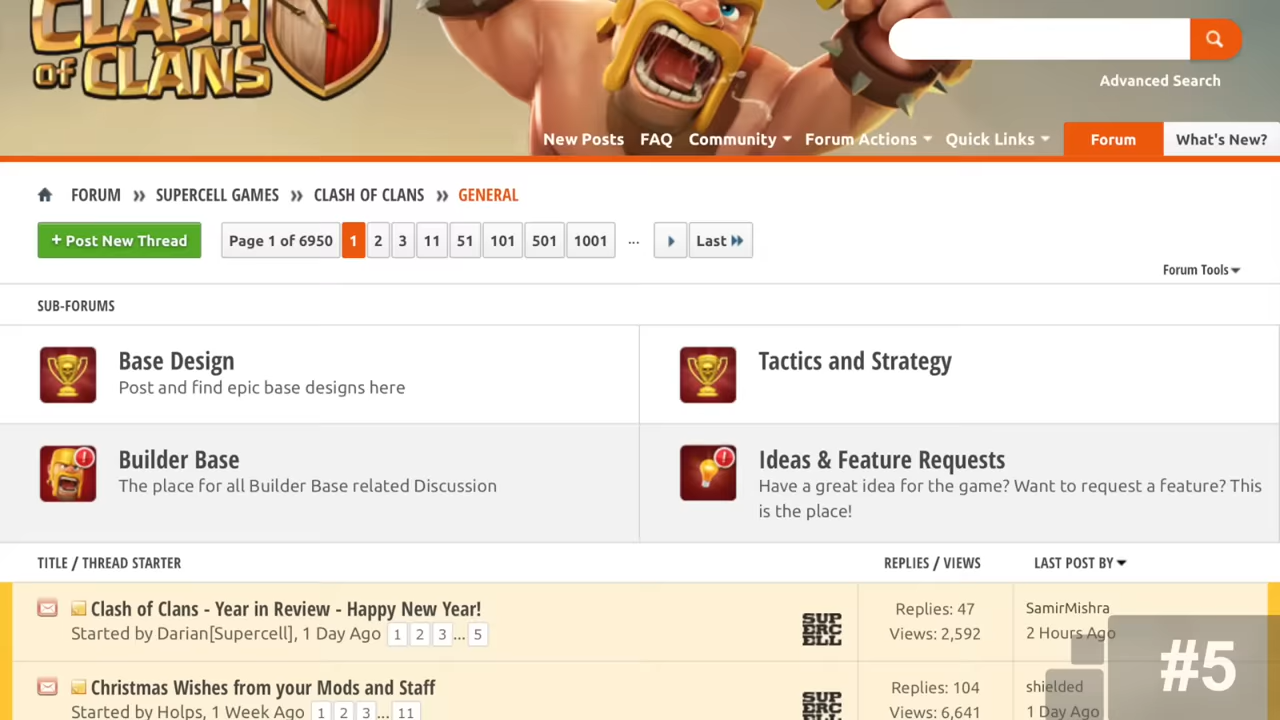 CLASH
OF CLANS
Advanced Search
New Posts FAQ Community Forum Actions Quick Links Forum What's New?
FORUM » SUPERCELL GAMES » CLASH OF CLANS » GENERAL
+ Post New Thread Page 1 of 6950 1 2 3 11 51 101 501 1001 ... Last
Forum Tools
SUB-FORUMS
Base Design
Post and find epic base designs here
Tactics and Strategy
Builder Base
The place for all Builder Base related Discussion
Ideas & Feature Requests
Have a great idea for the game? Want to request a feature? This
is the place!
TITLE / THREAD STARTER REPLIES / VIEWS LAST POST BY
Clash of Clans - Year in Review - Happy New Year!
Started by Darian[Supercell], 1 Day Ago 1 2 3 ... 5
SUP
ERC
ELL
Replies: 47
Views: 2,592
SamirMishra
2 Hours Ago
Christmas Wishes from your Mods and Staff
Started by Holps, 1 Week Ago 1 2 3 ... 11
SUP
ERC
Replies: 104
Views: 6,641
shielded
1 Day Ago
#5